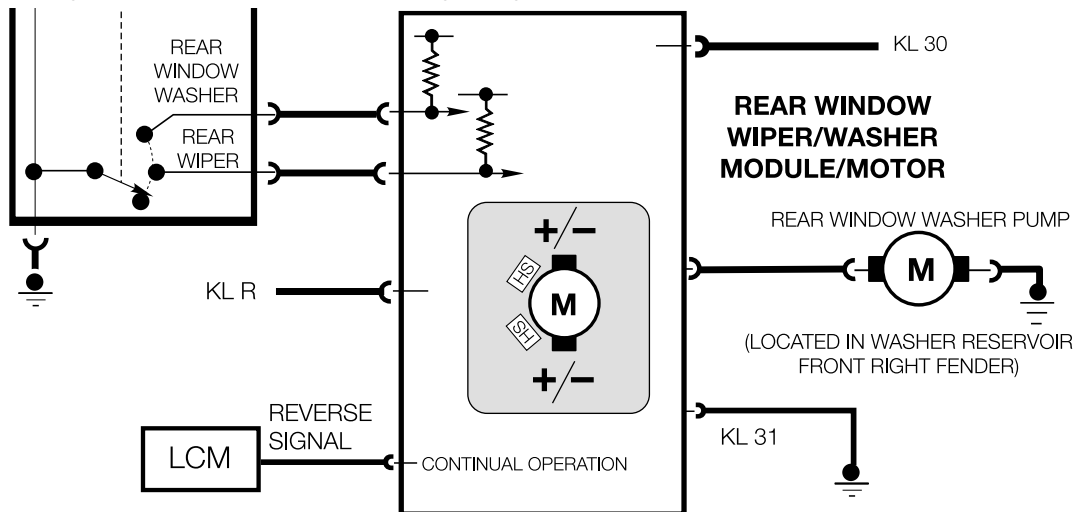 REAR
WINDOW
WASHER
REAR
WIPER
KL 30
REAR WINDOW
WIPER/WASHER
MODULE/MOTOR
REAR WINDOW WASHER PUMP
M
(LOCATED IN WASHER RESERVOIR
FRONT RIGHT FENDER)
+/−
HS
M
HS
+/−
KL R
REVERSE
SIGNAL
LCM
CONTINUAL OPERATION
KL 31